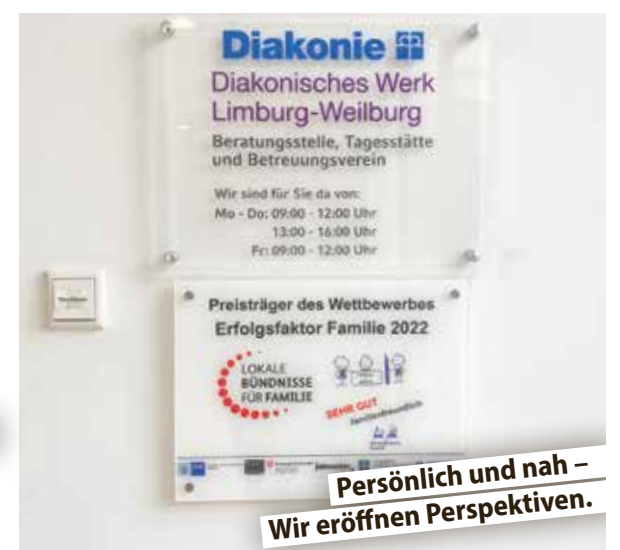 Diakonie
Diakonisches Werk
Limburg-Weilburg
Beratungsstelle, Tagesstätte
und Betreuungsverein
Wir sind für Sie da von:
Mo - Do: 09:00 - 12:00 Uhr
13:00 - 16:00 Uhr
Fr: 09:00 - 12:00 Uhr
Preisträger des Wettbewerbes
Erfolgsfaktor Familie 2022
LOKALE
BÜNDNISSE
FÜR FAMILIE
SEHR GUT
familienfreundlich
Persönlich und nah –
Wir eröffnen Perspektiven.